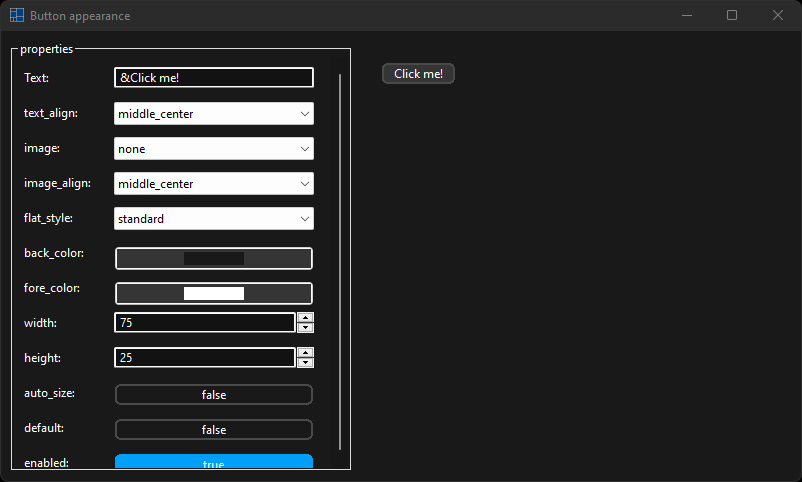 Button appearance
properties
Text: &Click me!
text_align: middle_center
image: none
image_align: middle_center
flat_style: standard
back_color:
fore_color:
width: 75
height: 25
auto_size: false
default: false
enabled: true
Click me!